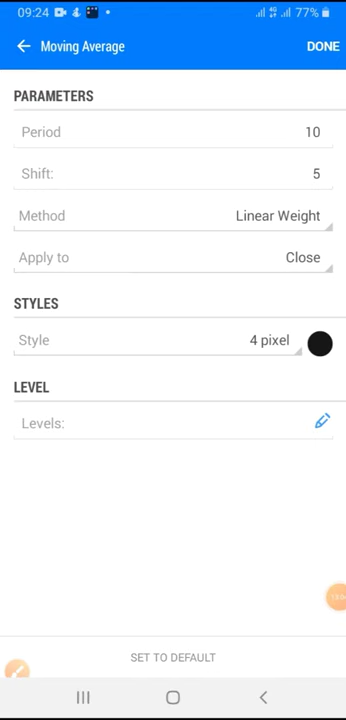 09:24 77%
Moving Average DONE
PARAMETERS
Period 10
Shift: 5
Method Linear Weight
Apply to Close
STYLES
Style 4 pixel
LEVEL
Levels:
SET TO DEFAULT